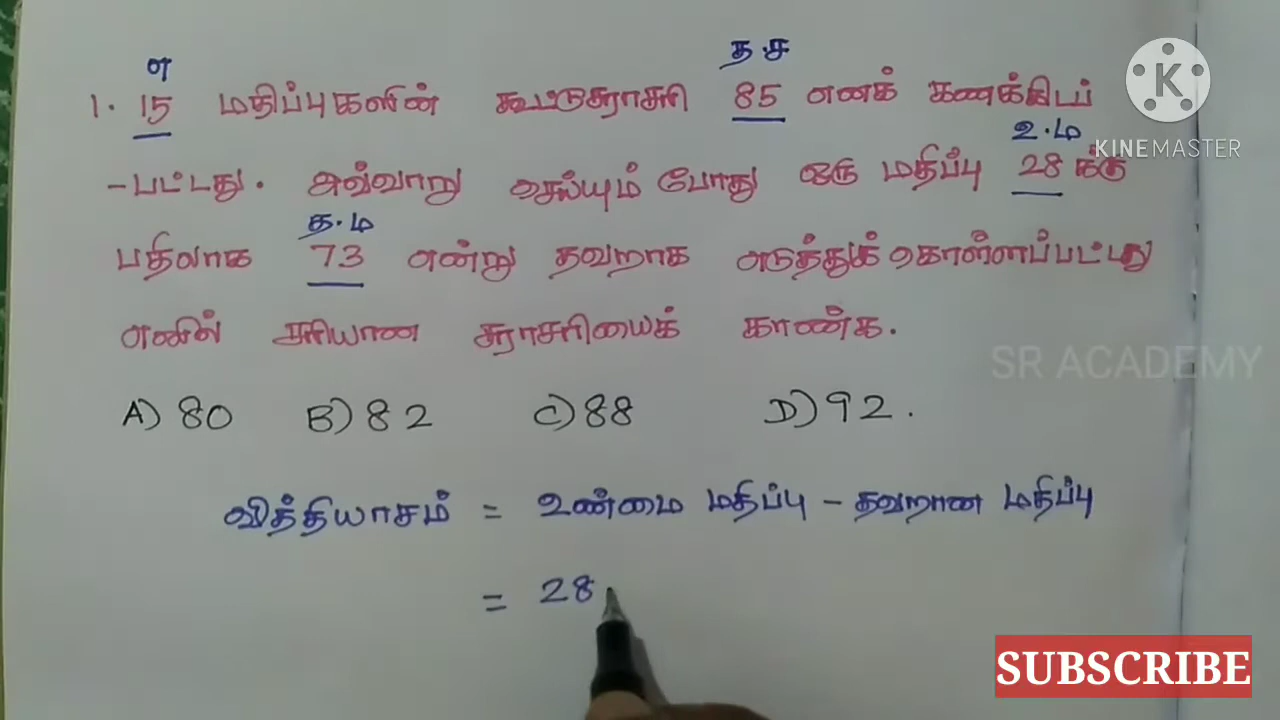 n த.ச
1. 15 மதிப்புகளின் கூட்டுசராசரி 85 எனக் கணக்கிடப்
உ.ம KINEMASTER
-பட்டது. அவ்வாறு செய்யும் போது ஒரு மதிப்பு 28 க்கு
த.ம
பதிலாக 73 என்று தவறாக எடுத்துக் கொள்ளப்பட்டது
எனில் சரியான சராசரியைக் காண்க.
SR ACADEMY
A) 80 B) 82 C) 88 D) 92.
வித்தியாசம் = உண்மை மதிப்பு - தவறான மதிப்பு
= 28
SUBSCRIBE